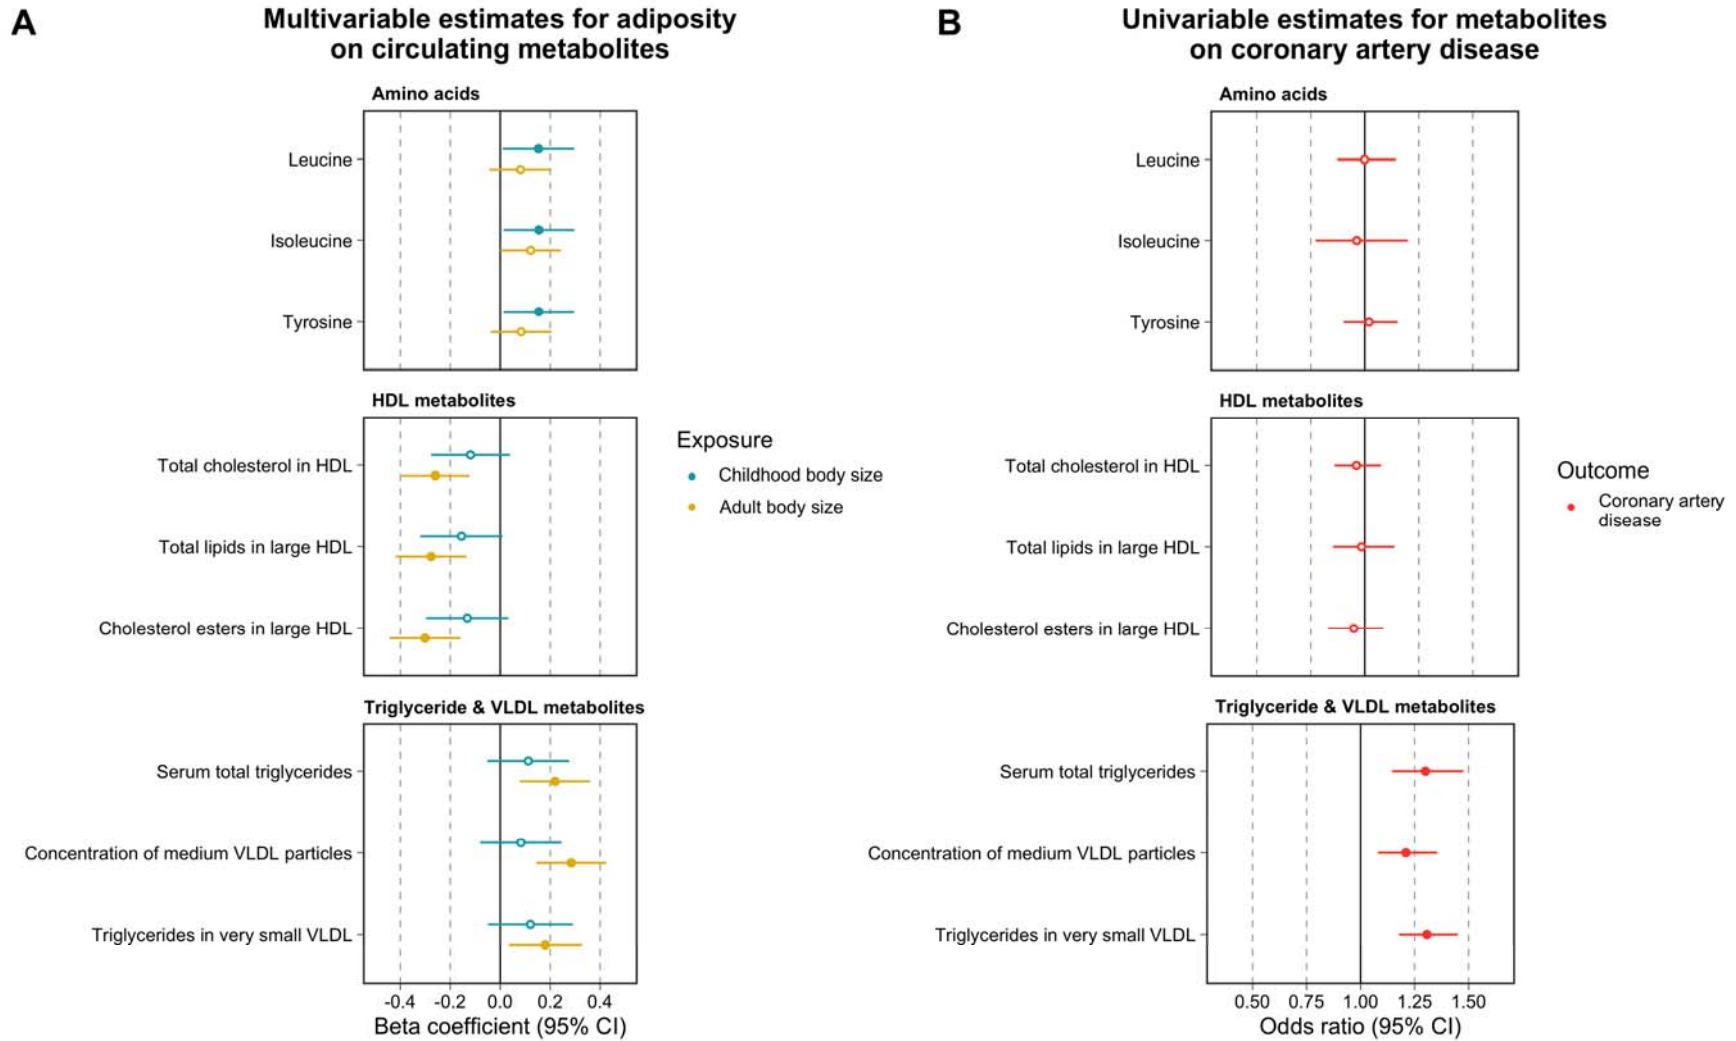 A
Multivariable estimates for adiposity
on circulating metabolites
Amino acids
Leucine
Isoleucine
Tyrosine
HDL metabolites
Total cholesterol in HDL
Total lipids in large HDL
Cholesterol esters in large HDL
Triglyceride & VLDL metabolites
Serum total triglycerides
Concentration of medium VLDL particles
Triglycerides in very small VLDL
-0.4 -0.2 0.0 0.2 0.4
Beta coefficient (95% CI)
Exposure
Childhood body size
Adult body size
B
Univariable estimates for metabolites
on coronary artery disease
Amino acids
Leucine
Isoleucine
Tyrosine
HDL metabolites
Total cholesterol in HDL
Total lipids in large HDL
Cholesterol esters in large HDL
Triglyceride & VLDL metabolites
Serum total triglycerides
Concentration of medium VLDL particles
Triglycerides in very small VLDL
0.50 0.75 1.00 1.25 1.50
Odds ratio (95% CI)
Outcome
Coronary artery
disease